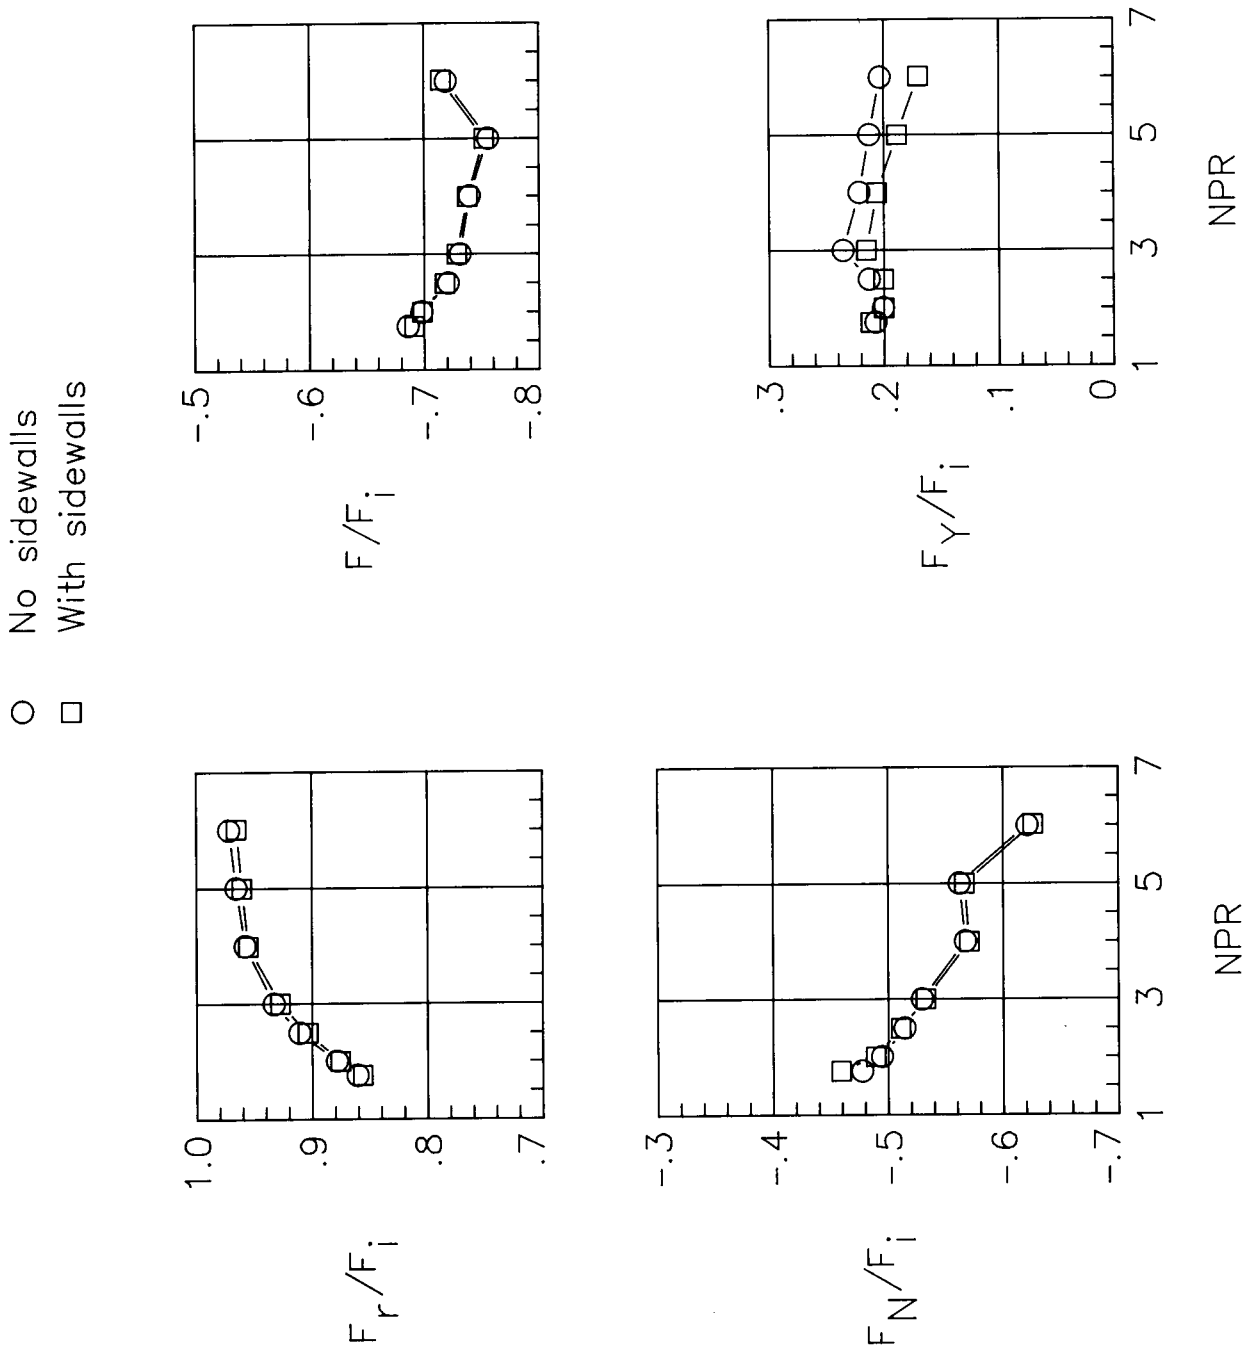 ○ No sidewalls
□ With sidewalls
F_r/F_i
1.0
.9
.8
.7
F/F_i
-.5
-.6
-.7
-.8
F_N/F_i
-.3
-.4
-.5
-.6
-.7
1 3 5 7
NPR
F_Y/F_i
.3
.2
.1
0
1 3 5 7
NPR